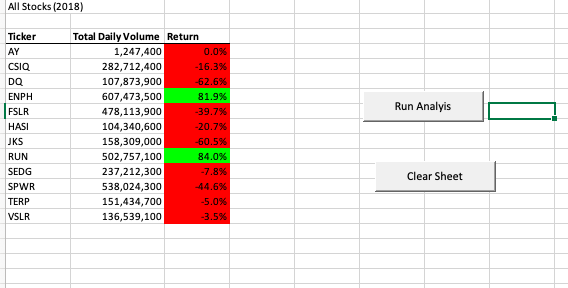 All Stocks (2018)
Ticker Total Daily Volume Return
AY 1,247,400 0.0%
CSIQ 282,712,400 -16.3%
DQ 107,873,900 -62.6%
ENPH 607,473,500 81.9%
FSLR 478,113,900 -39.7%
HASI 104,340,600 -20.7%
JKS 158,309,000 -60.5%
RUN 502,757,100 84.0%
SEDG 237,212,300 -7.8%
SPWR 538,024,300 -44.6%
TERP 151,434,700 -5.0%
VSLR 136,539,100 -3.5%
Run Analyis
Clear Sheet